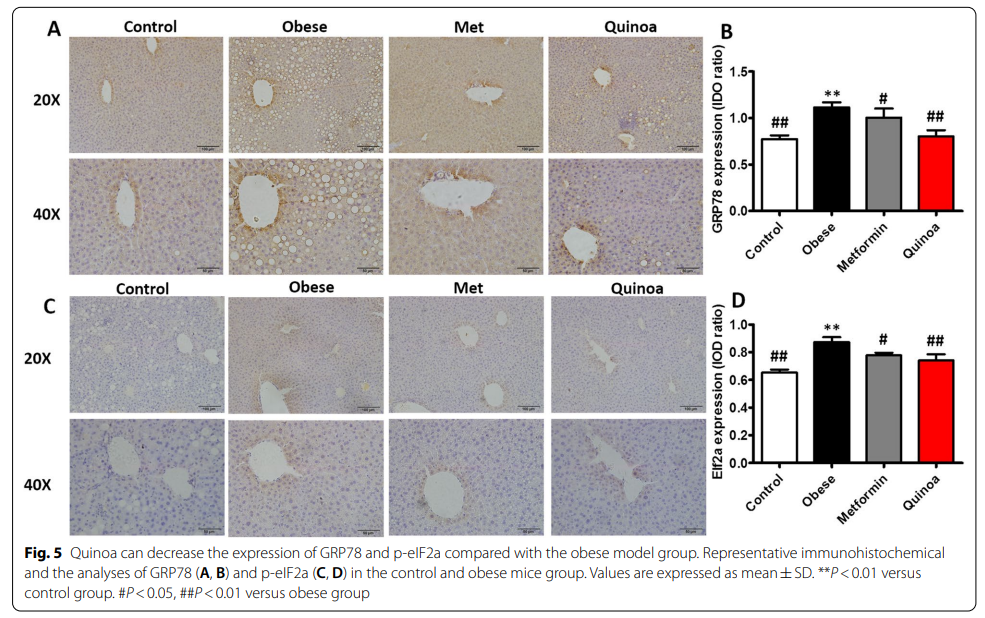 A
Control
Obese
Met
Quinoa
20X
40X
B
GRP78 expression (IDO ratio)
1.5
1.0
0.5
0.0
##
**
#
##
Control
Obese
Metformin
Quinoa
C
Control
Obese
Met
Quinoa
20X
40X
D
EIf2a expression (IOD ratio)
1.0
0.8
0.6
0.4
0.2
0.0
##
**
#
##
Control
Obese
Metformin
Quinoa
Fig. 5 Quinoa can decrease the expression of GRP78 and p-eIF2a compared with the obese model group. Representative immunohistochemical
and the analyses of GRP78 (A, B) and p-eIF2a (C, D) in the control and obese mice group. Values are expressed as mean ± SD. **P < 0.01 versus
control group. #P < 0.05, ##P < 0.01 versus obese group